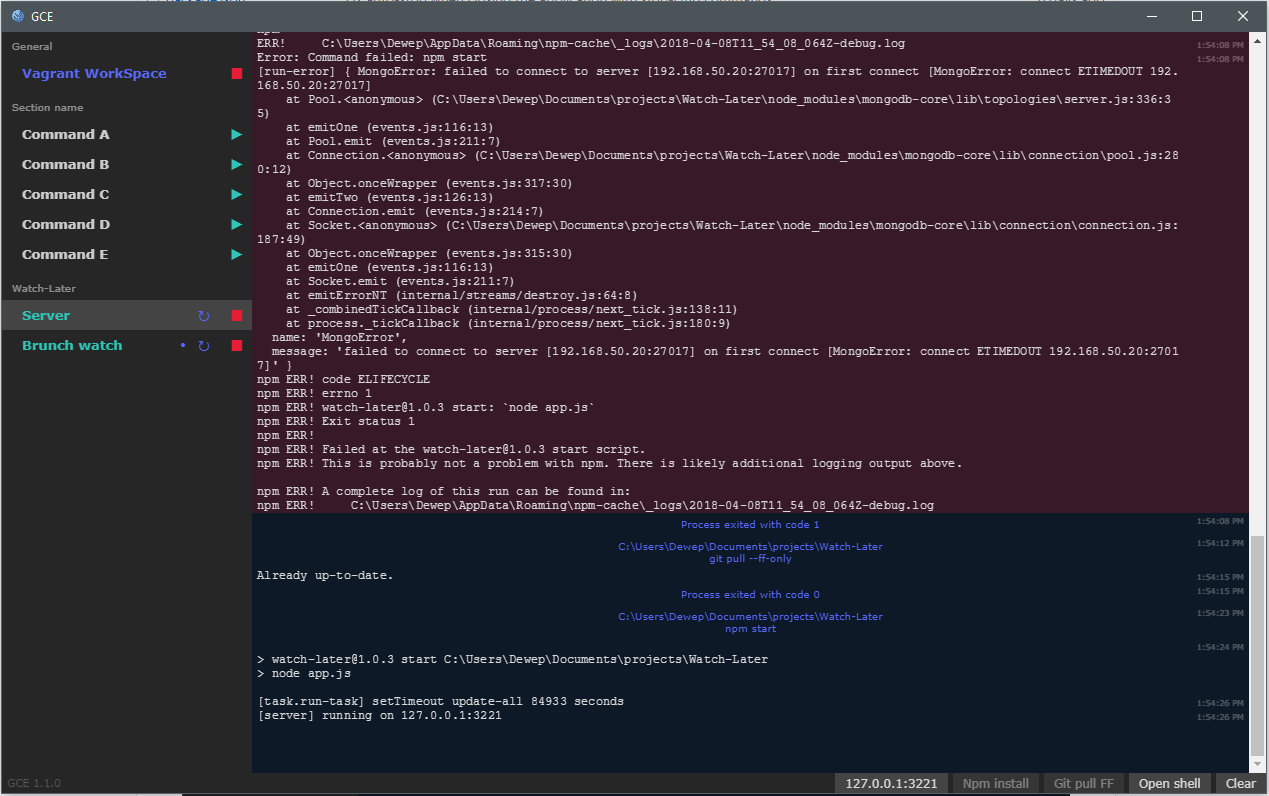 GCE
General
Vagrant WorkSpace
Section name
Command A
Command B
Command C
Command D
Command E
Watch-Later
Server
Brunch watch
GCE 1.1.0
npm
ERR!     C:\Users\Dewep\AppData\Roaming\npm-cache\_logs\2018-04-08T11_54_08_064Z-debug.log
1:54:08 PM
Error: Command failed: npm start
1:54:08 PM
[run-error] { MongoError: failed to connect to server [192.168.50.20:27017] on first connect [MongoError: connect ETIMEDOUT 192.
168.50.20:27017]
    at Pool.<anonymous> (C:\Users\Dewep\Documents\projects\Watch-Later\node_modules\mongodb-core\lib\topologies\server.js:336:3
5)
    at emitOne (events.js:116:13)
    at Pool.emit (events.js:211:7)
    at Connection.<anonymous> (C:\Users\Dewep\Documents\projects\Watch-Later\node_modules\mongodb-core\lib\connection\pool.js:28
0:12)
    at Object.onceWrapper (events.js:317:30)
    at emitTwo (events.js:126:13)
    at Connection.emit (events.js:214:7)
    at Socket.<anonymous> (C:\Users\Dewep\Documents\projects\Watch-Later\node_modules\mongodb-core\lib\connection\connection.js:
187:49)
    at Object.onceWrapper (events.js:315:30)
    at emitOne (events.js:116:13)
    at Socket.emit (events.js:211:7)
    at emitErrorNT (internal/streams/destroy.js:64:8)
    at _combinedTickCallback (internal/process/next_tick.js:138:11)
    at process._tickCallback (internal/process/next_tick.js:180:9)
  name: 'MongoError',
  message: 'failed to connect to server [192.168.50.20:27017] on first connect [MongoError: connect ETIMEDOUT 192.168.50.20:2701
7]' }
npm ERR! code ELIFECYCLE
npm ERR! errno 1
npm ERR! watch-later@1.0.3 start: `node app.js`
npm ERR! Exit status 1
npm ERR!
npm ERR! Failed at the watch-later@1.0.3 start script.
npm ERR! This is probably not a problem with npm. There is likely additional logging output above.
npm ERR! A complete log of this run can be found in:
npm ERR!     C:\Users\Dewep\AppData\Roaming\npm-cache\_logs\2018-04-08T11_54_08_064Z-debug.log
Process exited with code 1
1:54:08 PM
C:\Users\Dewep\Documents\projects\Watch-Later
1:54:12 PM
git pull --ff-only
Already up-to-date.
1:54:15 PM
Process exited with code 0
1:54:15 PM
C:\Users\Dewep\Documents\projects\Watch-Later
1:54:23 PM
npm start
1:54:24 PM
> watch-later@1.0.3 start C:\Users\Dewep\Documents\projects\Watch-Later
> node app.js
[task.run-task] setTimeout update-all 84933 seconds
1:54:26 PM
[server] running on 127.0.0.1:3221
1:54:26 PM
127.0.0.1:3221
Npm install
Git pull FF
Open shell
Clear